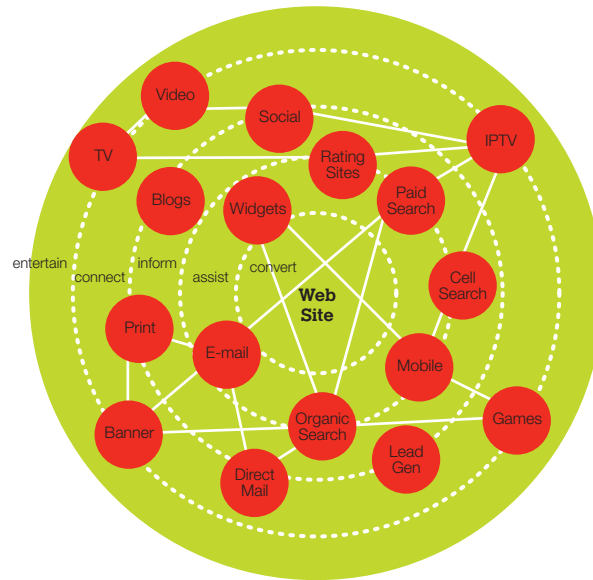 Video
Social
IPTV
TV
Rating
Sites
Paid
Search
Blogs
Widgets
entertain
connect
inform
assist
convert
Web
Site
Cell
Search
Print
E-mail
Mobile
Banner
Organic
Search
Games
Lead
Gen
Direct
Mail